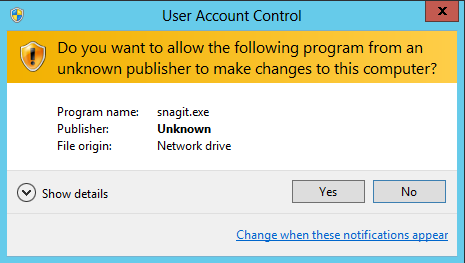 User Account Control
x
Do you want to allow the following program from an
unknown publisher to make changes to this computer?
Program name: snagit.exe
Publisher: Unknown
File origin: Network drive
Show details
Yes No
Change when these notifications appear